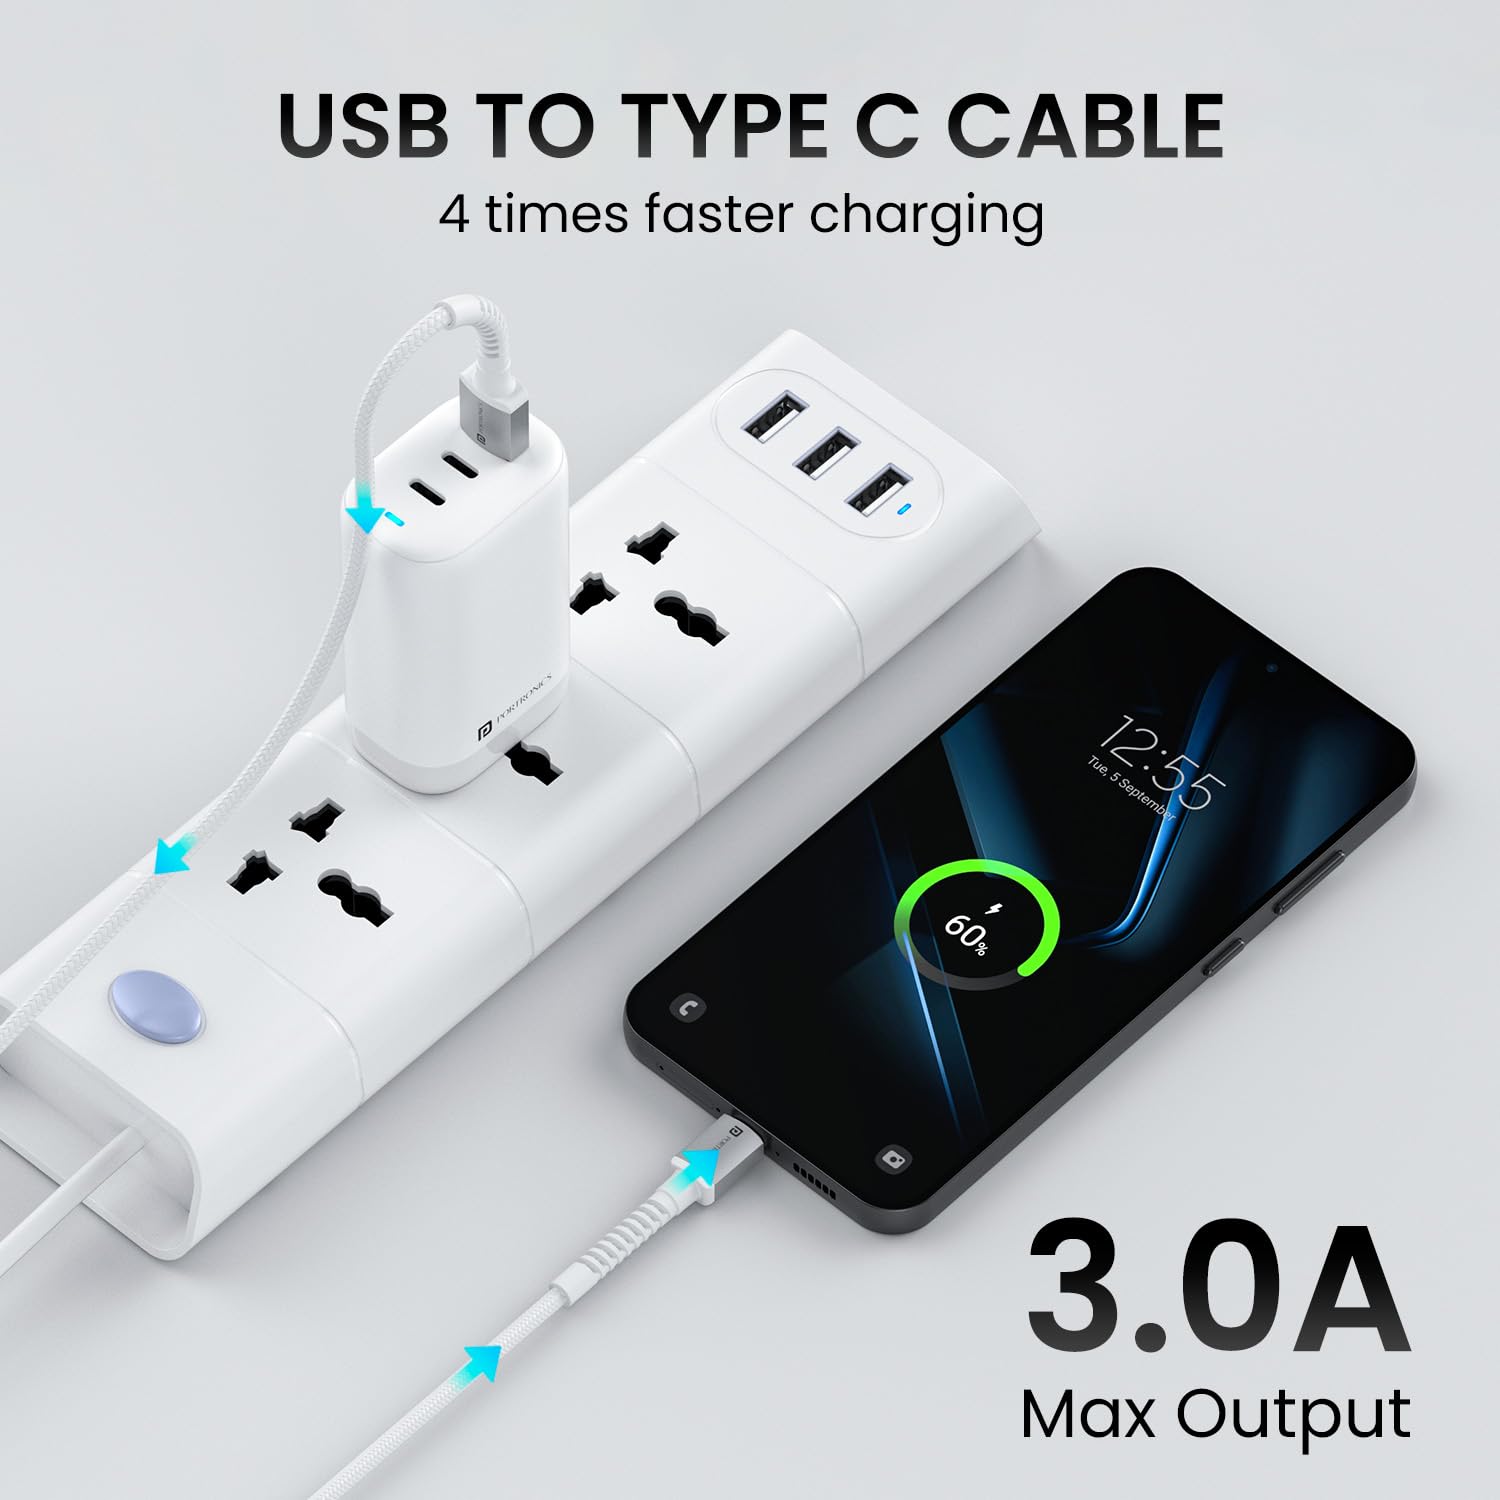 USB TO TYPE C CABLE
4 times faster charging
PORTRONICS
12:55
Tue, 5 September
60%
3.0A
Max Output